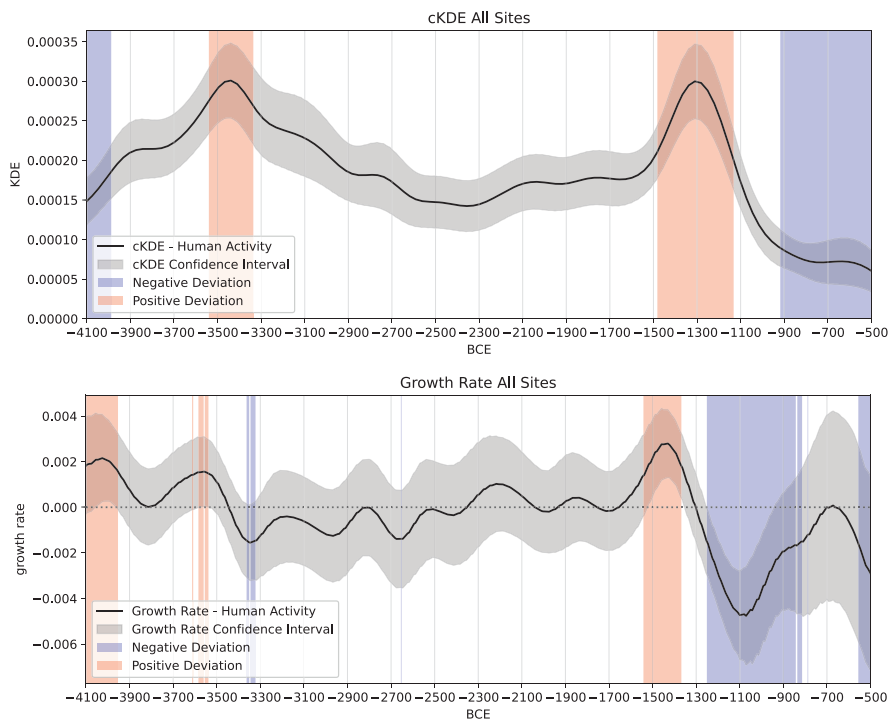 cKDE All Sites
0.00035
0.00030
0.00025
0.00020
0.00015
0.00010
0.00005
0.00000
KDE
cKDE - Human Activity
cKDE Confidence Interval
Negative Deviation
Positive Deviation
−4100 −3900 −3700 −3500 −3300 −3100 −2900 −2700 −2500 −2300 −2100 −1900 −1700 −1500 −1300 −1100 −900 −700 −500
BCE
Growth Rate All Sites
0.004
0.002
0.000
−0.002
−0.004
−0.006
growth rate
Growth Rate - Human Activity
Growth Rate Confidence Interval
Negative Deviation
Positive Deviation
−4100 −3900 −3700 −3500 −3300 −3100 −2900 −2700 −2500 −2300 −2100 −1900 −1700 −1500 −1300 −1100 −900 −700 −500
BCE